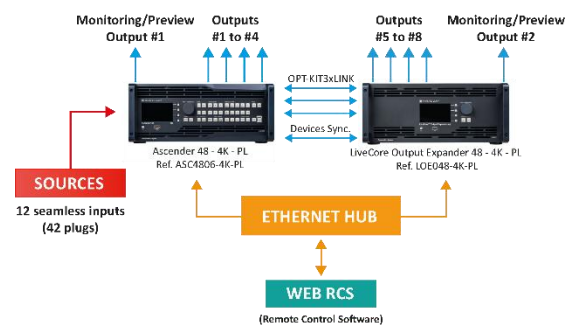 Monitoring/Preview
Output #1
Outputs
#1 to #4
Outputs
#5 to #8
Monitoring/Preview
Output #2
OPT-KIT3xLINK
Devices Sync.
Ascender 48 - 4K - PL
Ref. ASC4806-4K-PL
LiveCore Output Expander 48 - 4K - PL
Ref. LOE048-4K-PL
SOURCES
12 seamless inputs
(42 plugs)
ETHERNET HUB
WEB RCS
(Remote Control Software)